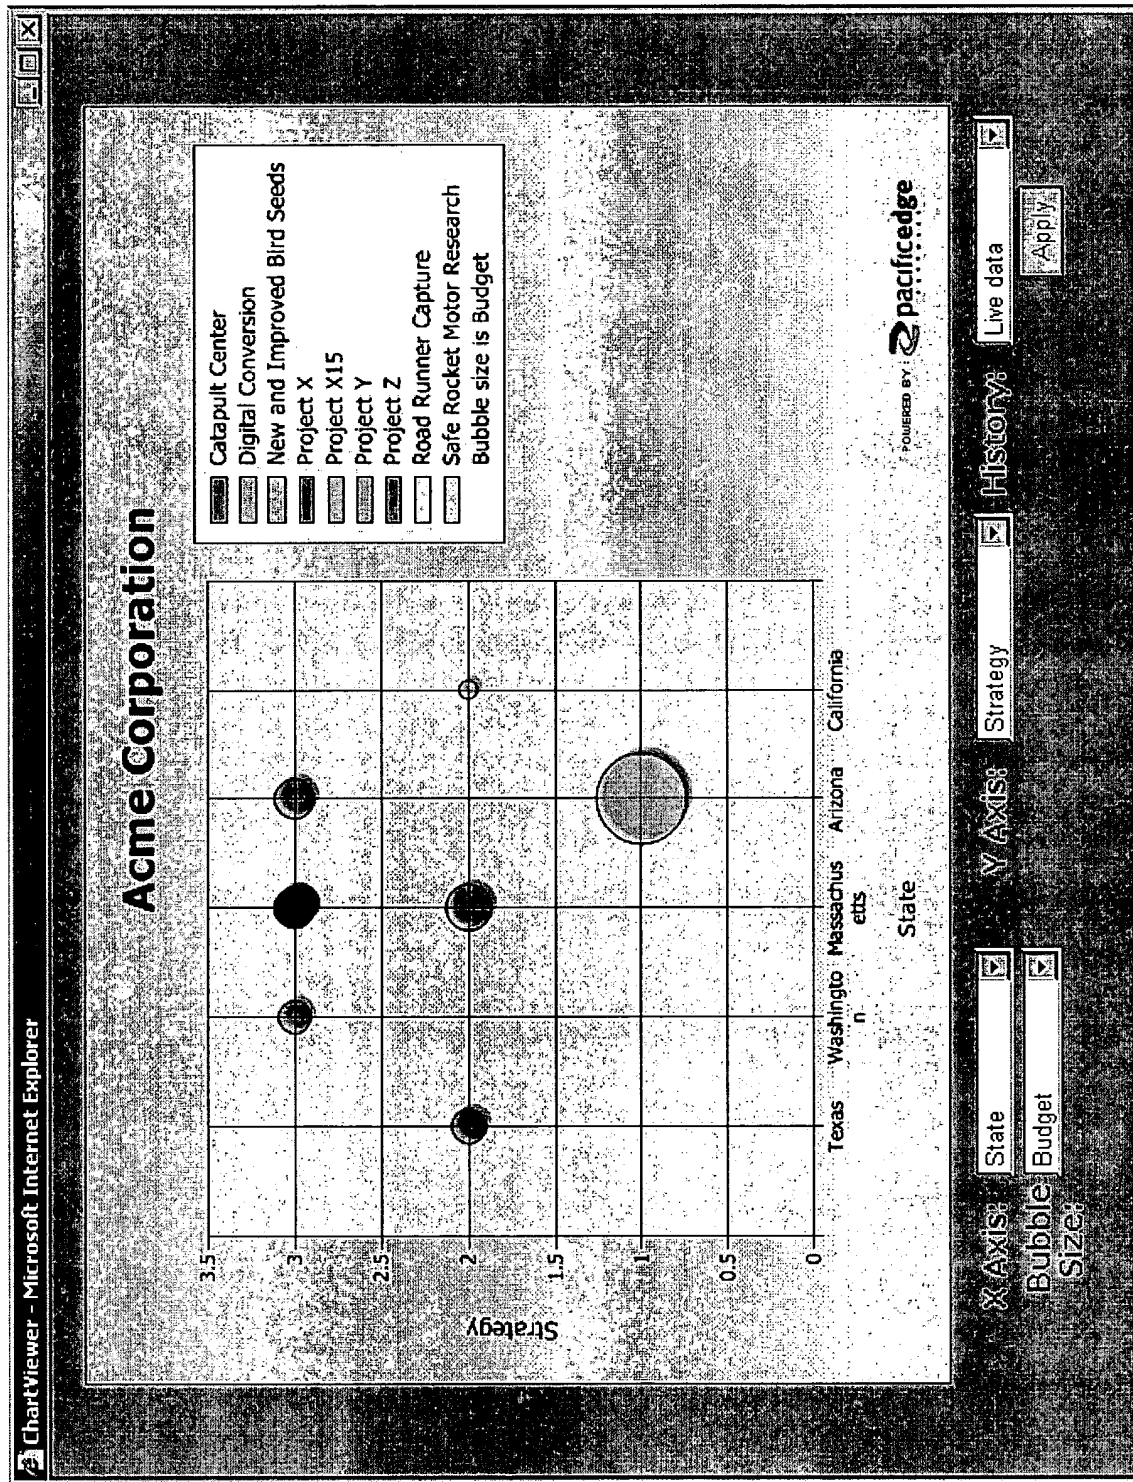 ChartViewer - Microsoft Internet Explorer
Acme Corporation
Catapult Center
Digital Conversion
New and Improved Bird Seeds
Project X
Project X15
Project Y
Project Z
Road Runner Capture
Safe Rocket Motor Research
Bubble size is Budget
Strategy
3.5
3
2.5
2
1.5
1
0.5
0
Texas
Washingto
n
Massachus
etts
Arizona
California
State
POWERED BY : pacificedge
X Axis: State
Y Axis: Strategy
History: Live data
Bubble
Size: Budget
Apply